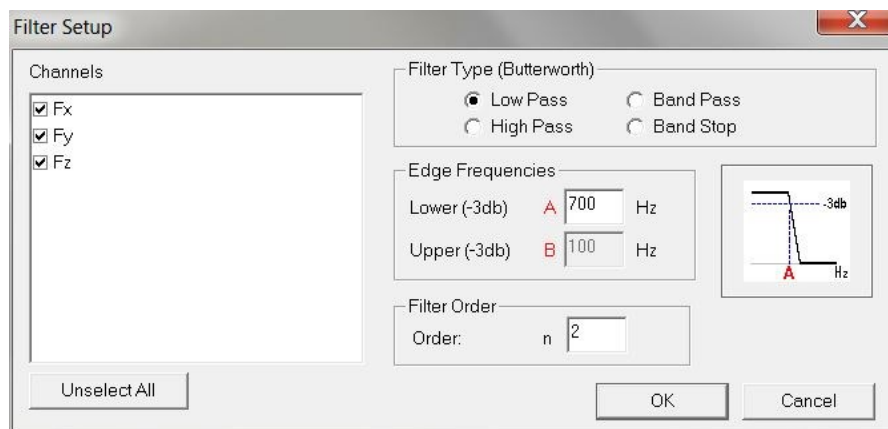 Filter Setup
X
Channels
Fx
Fy
Fz
Unselect All
Filter Type (Butterworth)
Low Pass
Band Pass
High Pass
Band Stop
Edge Frequencies
Lower (-3db) A 700 Hz
Upper (-3db) B 100 Hz
-3db
A Hz
Filter Order
Order: n 2
OK
Cancel